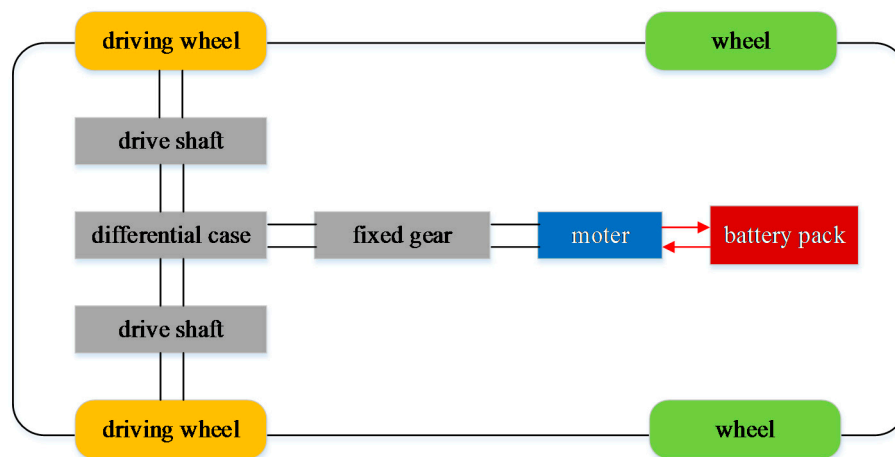 driving wheel
wheel
drive shaft
differential case
fixed gear
moter
battery pack
drive shaft
driving wheel
wheel